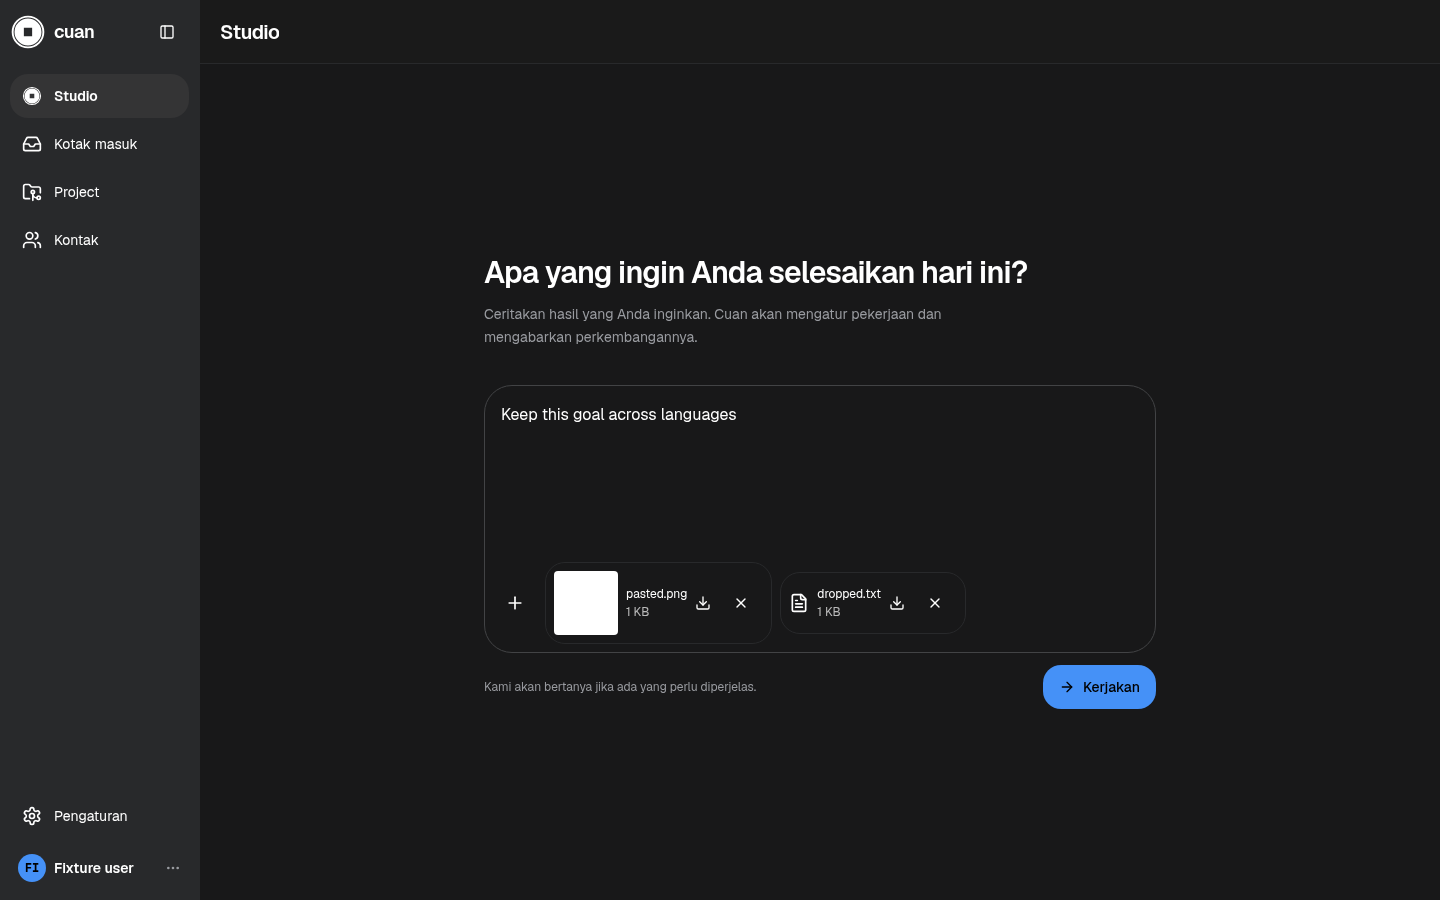 cuan
Studio
Kotak masuk
Project
Kontak
Pengaturan
FI
Fixture user
Studio
Apa yang ingin Anda selesaikan hari ini?
Ceritakan hasil yang Anda inginkan. Cuan akan mengatur pekerjaan dan
mengabarkan perkembangannya.
Keep this goal across languages
pasted.png
1 KB
dropped.txt
1 KB
Kami akan bertanya jika ada yang perlu diperjelas.
Kerjakan